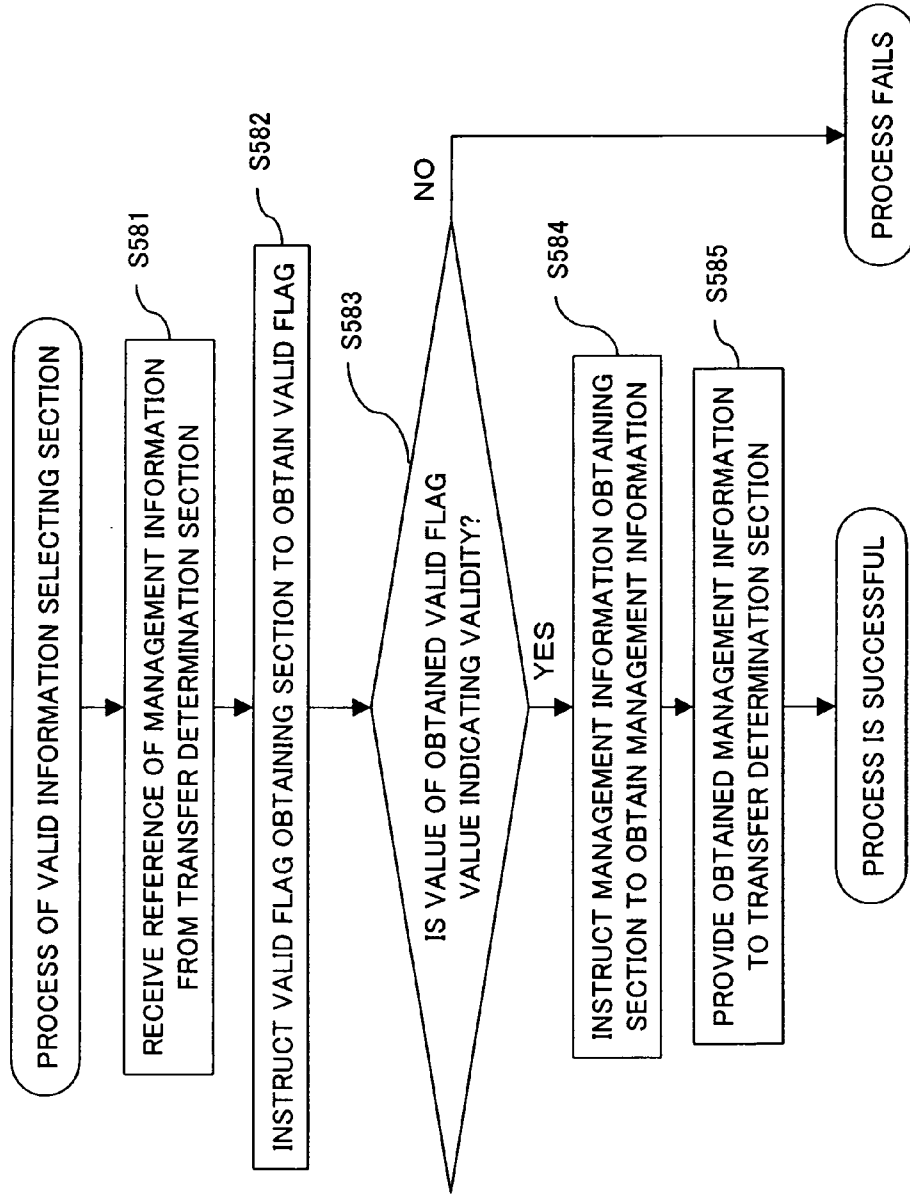 PROCESS OF VALID INFORMATION SELECTING SECTION
S581
RECEIVE REFERENCE OF MANAGEMENT INFORMATION
FROM TRANSFER DETERMINATION SECTION
S582
INSTRUCT VALID FLAG OBTAINING SECTION TO OBTAIN VALID FLAG
S583
IS VALUE OF OBTAINED VALID FLAG
VALUE INDICATING VALIDITY?
NO
YES
S584
INSTRUCT MANAGEMENT INFORMATION OBTAINING
SECTION TO OBTAIN MANAGEMENT INFORMATION
S585
PROVIDE OBTAINED MANAGEMENT INFORMATION
TO TRANSFER DETERMINATION SECTION
PROCESS IS SUCCESSFUL
PROCESS FAILS